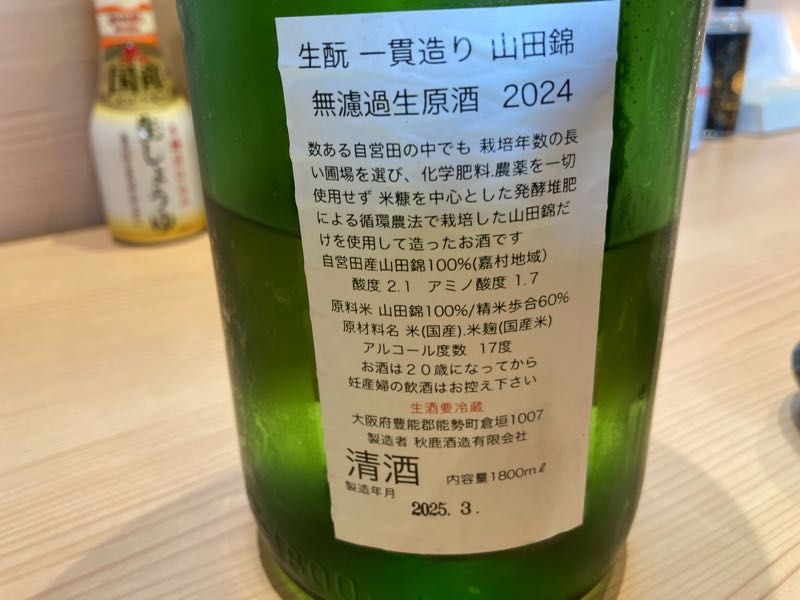 生酛 一貫造り 山田錦
無濾過生原酒 2024
数ある自営田の中でも 栽培年数の長
い圃場を選び、化学肥料.農薬を一切
使用せず 米糠を中心とした発酵堆肥
による循環農法で栽培した山田錦だ
けを使用して造ったお酒です
自営田産山田錦100%(嘉村地域)
酸度 2.1 アミノ酸度 1.7
原料米 山田錦100%/精米歩合60%
原材料名 米(国産).米麹(国産米)
アルコール度数 17度
お酒は20歳になってから
妊産婦の飲酒はお控え下さい
生酒要冷蔵
大阪府豊能郡能勢町倉垣1007
製造者 秋鹿酒造有限会社
清酒 内容量1800mℓ
製造年月
2025. 3.
1800
国産
生しょうゆ